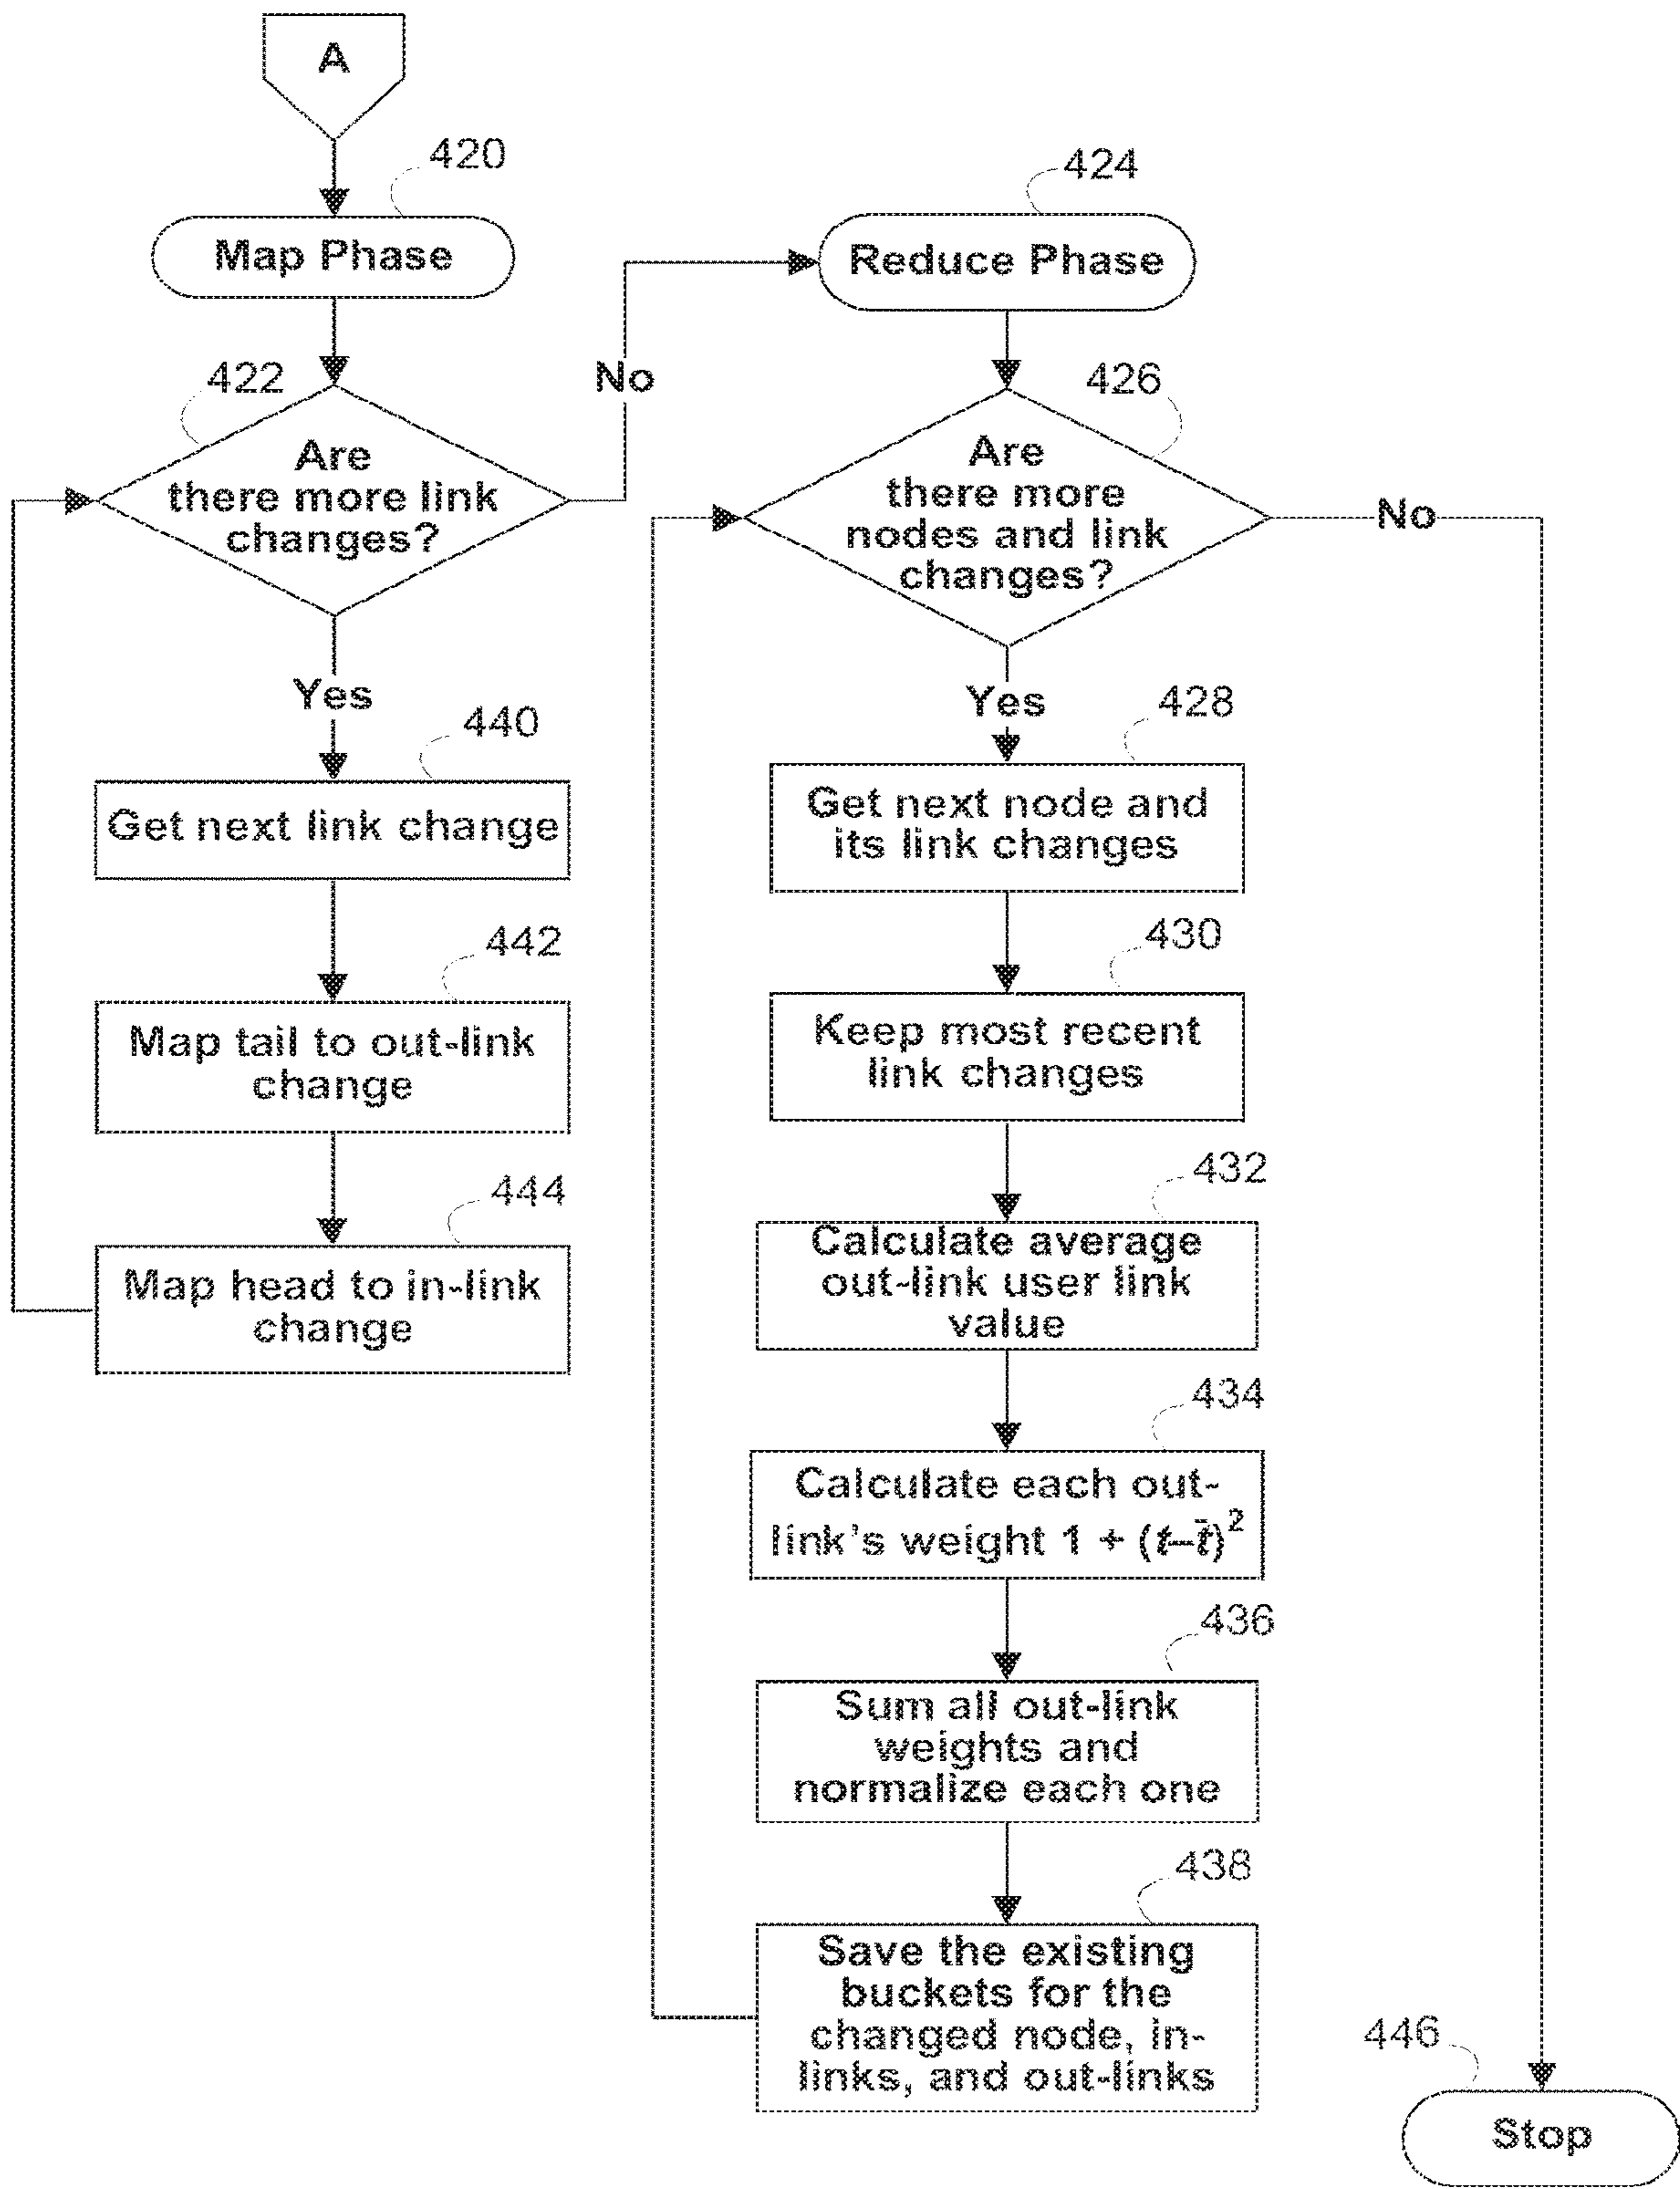 A
420
Map Phase
422
Are
there more link
changes?
No
Yes
440
Get next link change
442
Map tail to out-link
change
444
Map head to in-link
change
424
Reduce Phase
426
Are
there more
nodes and link
changes?
No
Yes
428
Get next node and
its link changes
430
Keep most recent
link changes
432
Calculate average
out-link user link
value
434
Calculate each out-
link's weight 1 + (t–t̄)²
436
Sum all out-link
weights and
normalize each one
438
Save the existing
buckets for the
changed node, in-
links, and out-links
446
Stop